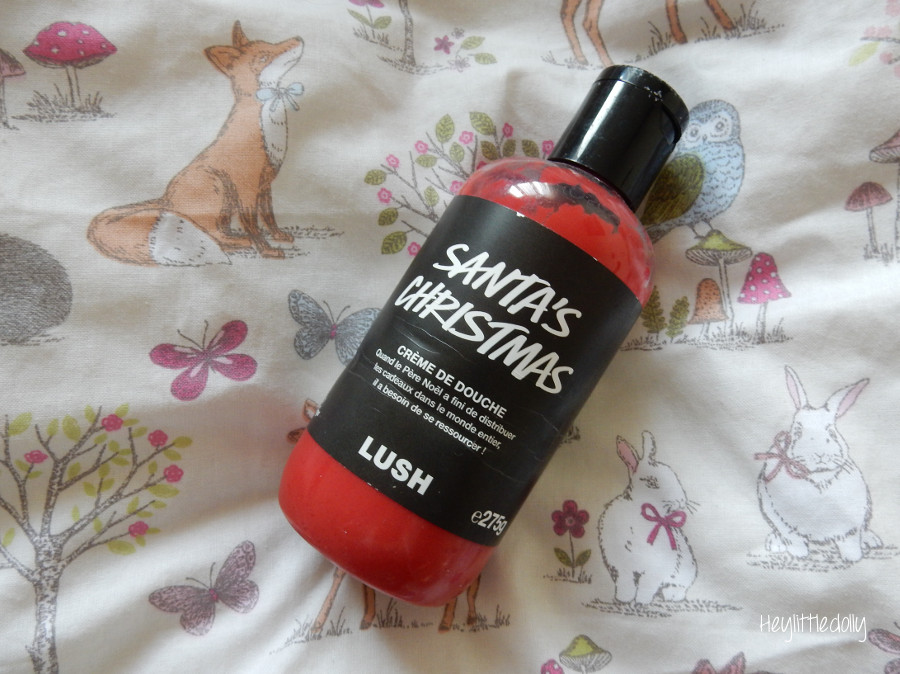 SANTA'S
CHRISTMAS
CRÈME DE DOUCHE
Quand le Père Noël a fini de distribuer
les cadeaux dans le monde entier,
il a besoin de se ressourcer !
LUSH
℮275g
Heylittledolly